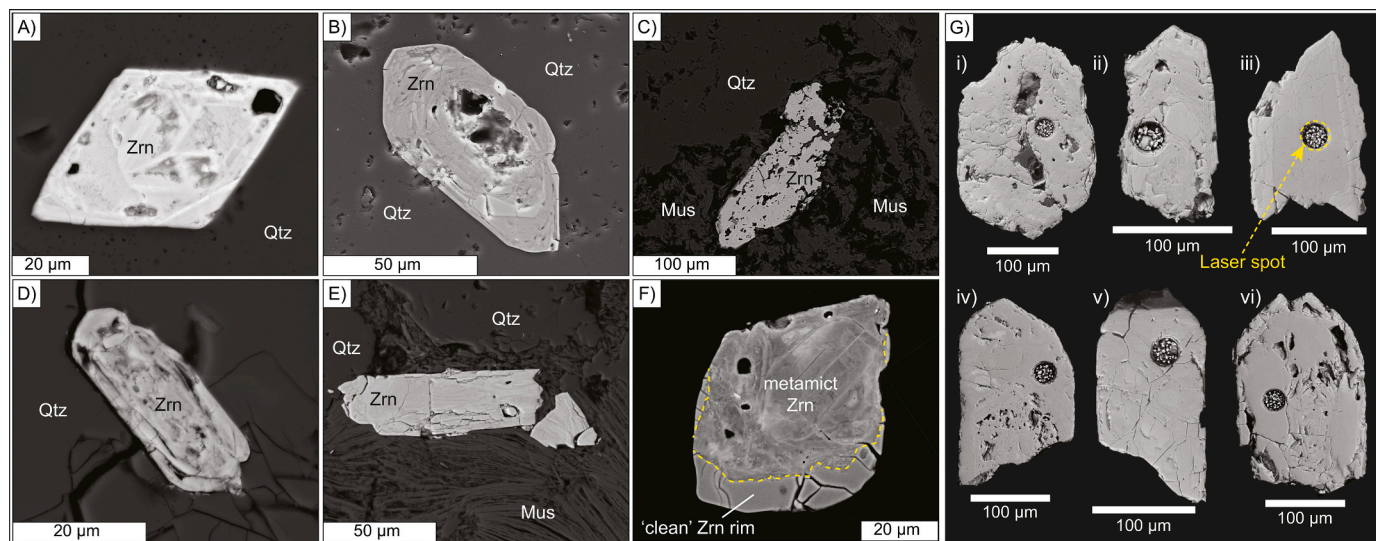 A)
Zrn
Qtz
20 µm
B)
Zrn
Qtz
Qtz
50 µm
C)
Qtz
Zrn
Mus
Mus
100 µm
D)
Qtz
Zrn
20 µm
E)
Qtz
Qtz
Zrn
Mus
50 µm
F)
metamict
Zrn
'clean' Zrn rim
20 µm
G)
i)
ii)
iii)
100 µm
100 µm
100 µm
Laser spot
iv)
v)
vi)
100 µm
100 µm
100 µm